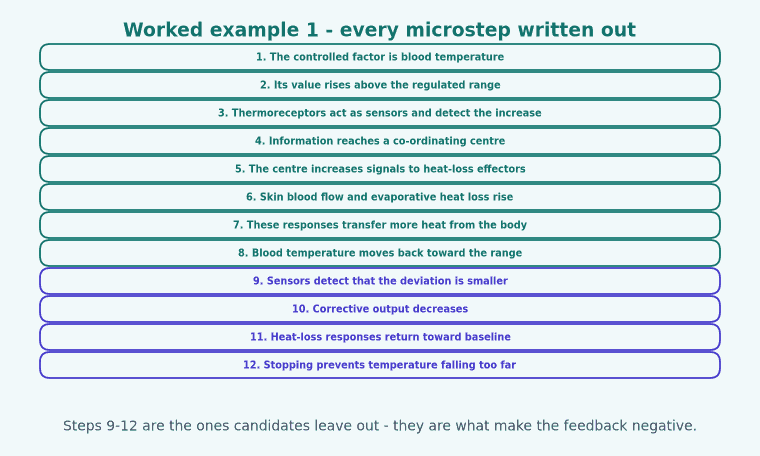 Worked example 1 - every microstep written out
1. The controlled factor is blood temperature
2. Its value rises above the regulated range
3. Thermoreceptors act as sensors and detect the increase
4. Information reaches a co-ordinating centre
5. The centre increases signals to heat-loss effectors
6. Skin blood flow and evaporative heat loss rise
7. These responses transfer more heat from the body
8. Blood temperature moves back toward the range
9. Sensors detect that the deviation is smaller
10. Corrective output decreases
11. Heat-loss responses return toward baseline
12. Stopping prevents temperature falling too far
Steps 9-12 are the ones candidates leave out - they are what make the feedback negative.